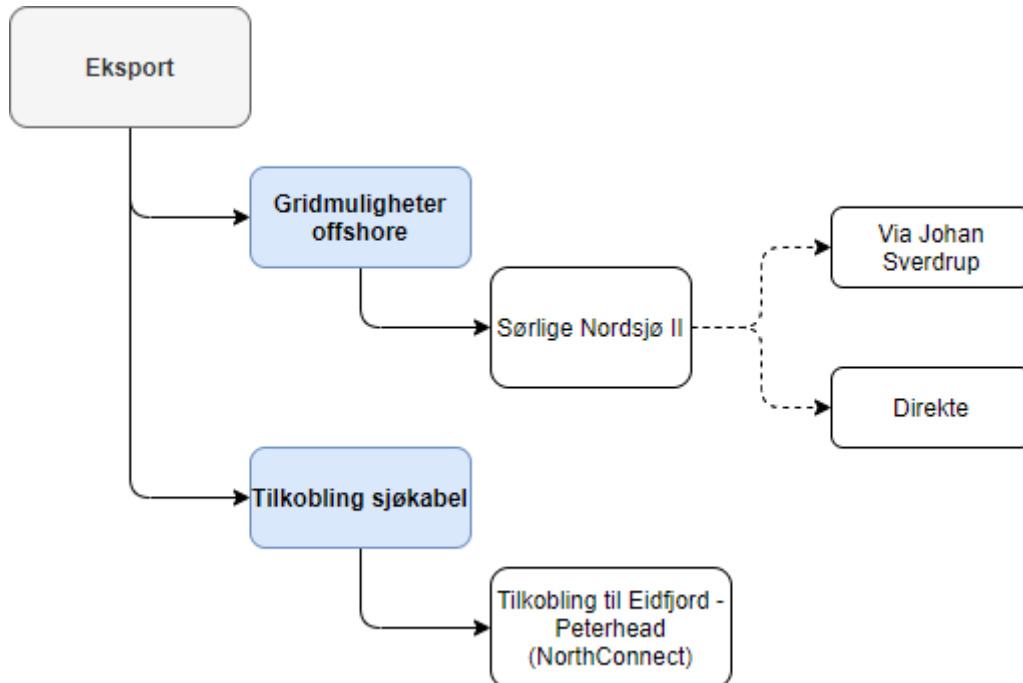 Eksport
Gridmuligheter
offshore
Via Johan
Sverdrup
Sørlige Nordsjø II
Direkte
Tilkobling sjøkabel
Tilkobling til Eidfjord -
Peterhead
(NorthConnect)